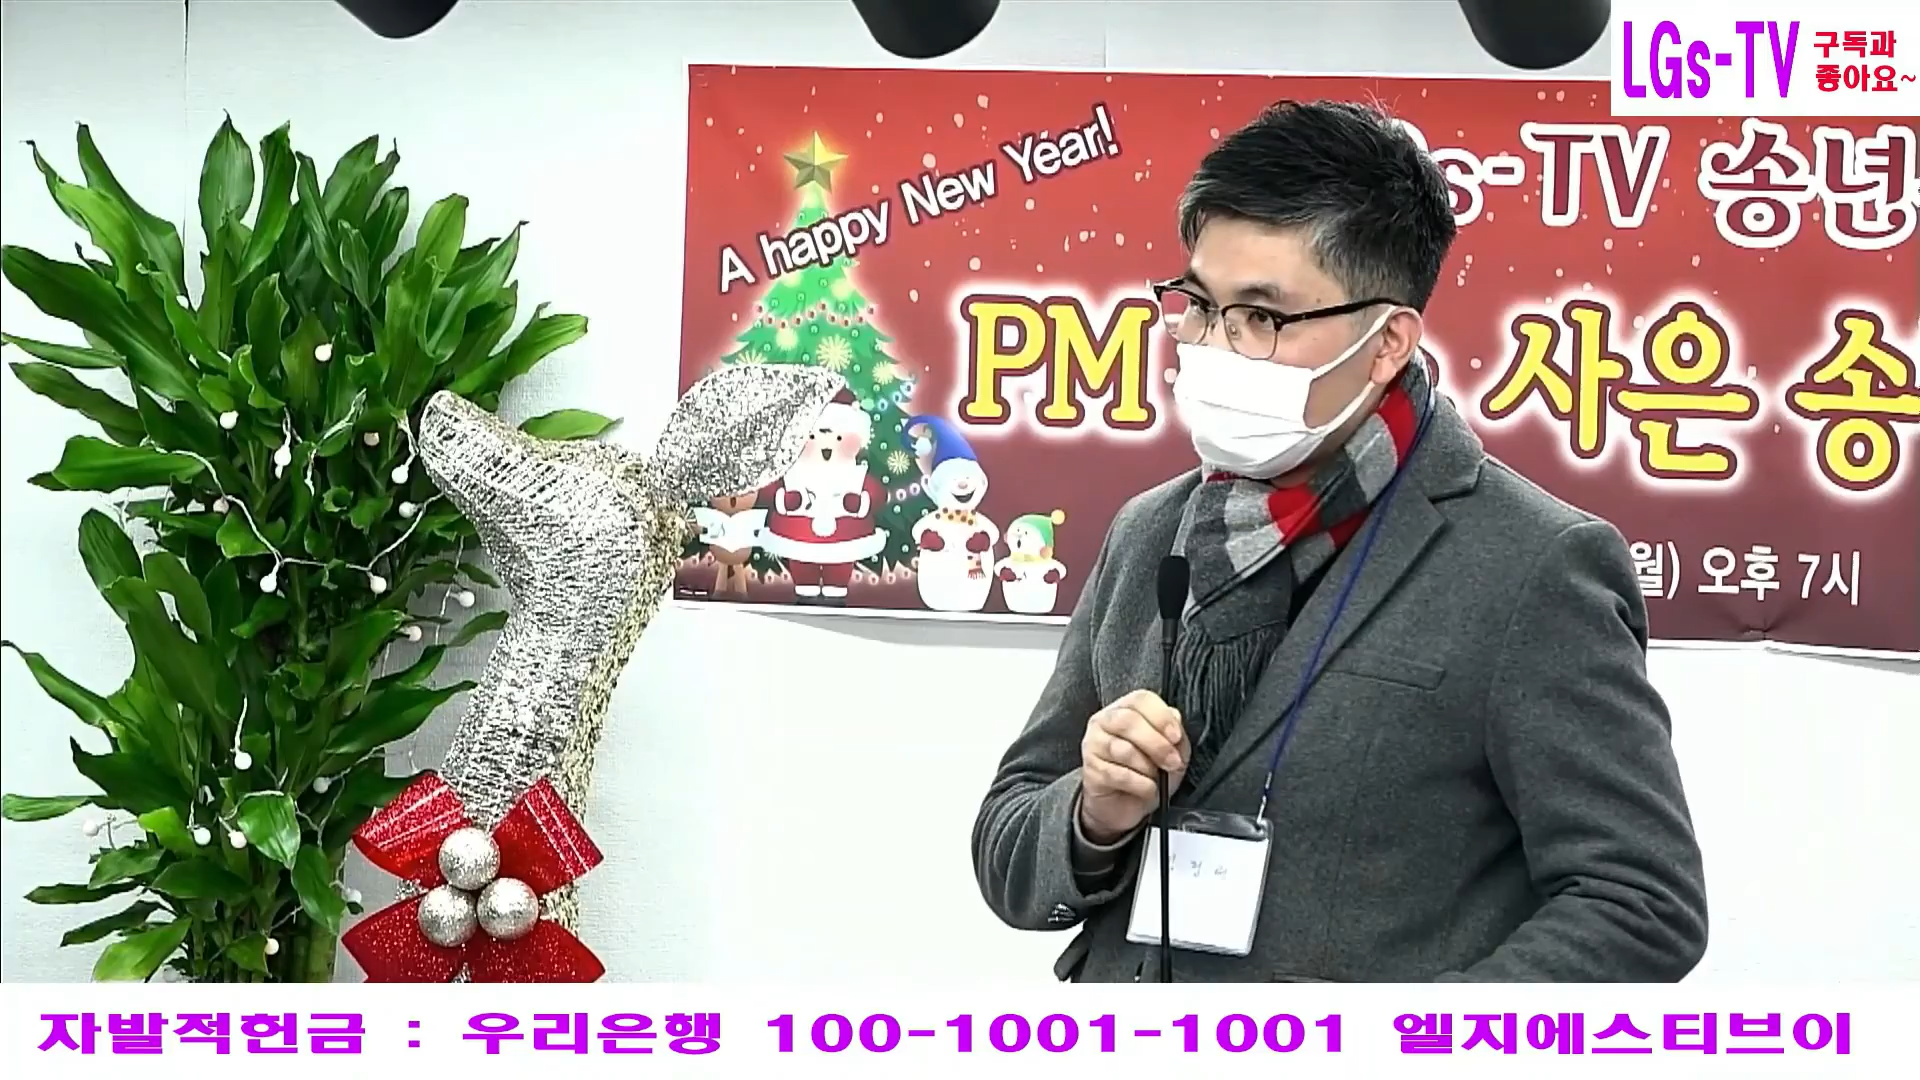 LGs-TV 구독과
좋아요~
A happy New Year!
s-TV 송년
PM 사은 송
월) 오후 7시
자발적헌금 : 우리은행 100-1001-1001 엘지에스티브이